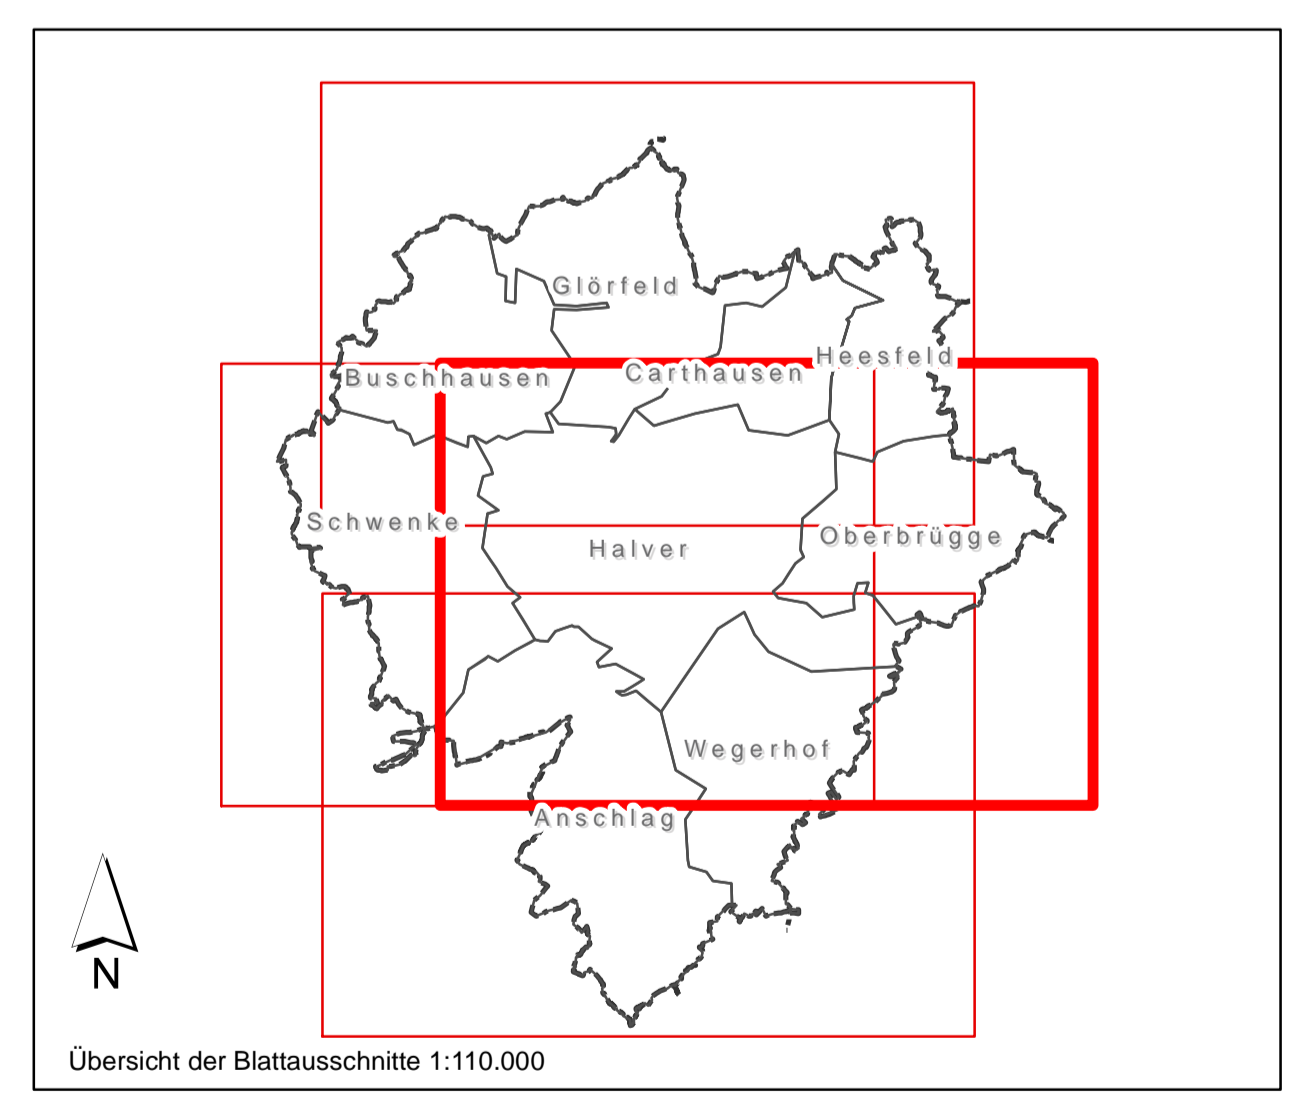 Glörfeld
Heesfeld
Buschhausen
Carthausen
Schwenke
Oberbrügge
Halver
Wegerhof
Anschlag
N
Übersicht der Blattausschnitte 1:110.000